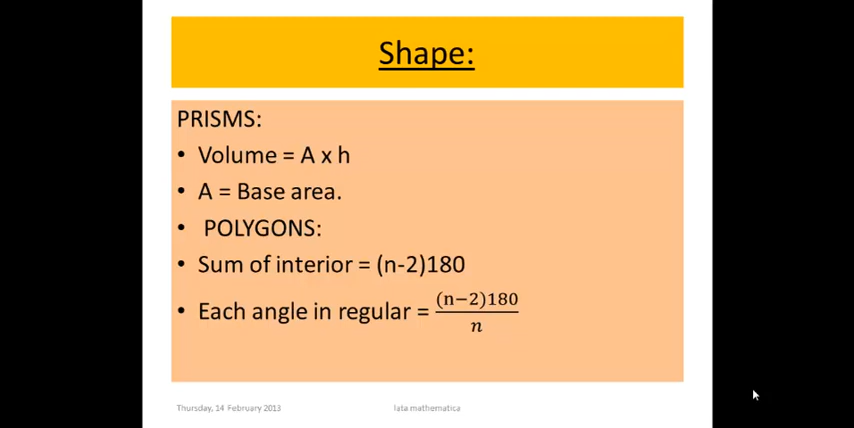 Shape:
PRISMS:
• Volume = A x h
• A = Base area.
• POLYGONS:
• Sum of interior = (n-2)180
• Each angle in regular = (n−2)180 / n
Thursday, 14 February 2013
lata mathematica